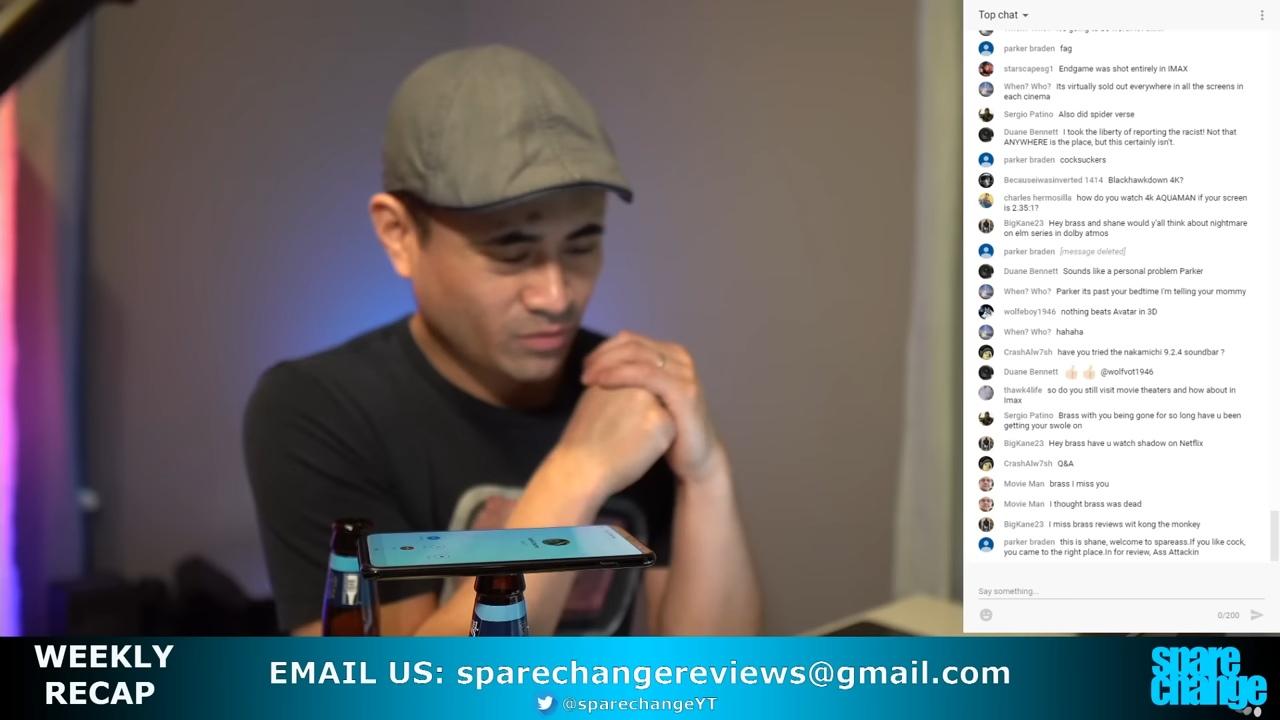 Top chat
parker braden fag
starscapesg1 Endgame was shot entirely in IMAX
When? Who? Its virtually sold out everywhere in all the screens in
each cinema
Sergio Patino Also did spider verse
Duane Bennett I took the liberty of reporting the racist! Not that
ANYWHERE is the place, but this certainly isn't.
parker braden cocksuckers
Becauseiwasinverted 1414 Blackhawkdown 4K?
charles hermosilla how do you watch 4k AQUAMAN if your screen
is 2.35:1?
BigKane23 Hey brass and shane would y'all think about nightmare
on elm series in dolby atmos
parker braden [message deleted]
Duane Bennett Sounds like a personal problem Parker
When? Who? Parker its past your bedtime I'm telling your mommy
wolfeboy1946 nothing beats Avatar in 3D
When? Who? hahaha
CrashAlw7sh have you tried the nakamichi 9.2.4 soundbar ?
Duane Bennett 👍🏻 👍🏻 @wolfvot1946
thawk4life so do you still visit movie theaters and how about in
Imax
Sergio Patino Brass with you being gone for so long have u been
getting your swole on
BigKane23 Hey brass have u watch shadow on Netflix
CrashAlw7sh Q&A
Movie Man brass I miss you
Movie Man I thought brass was dead
BigKane23 I miss brass reviews wit kong the monkey
parker braden this is shane, welcome to spareass.If you like cock,
you came to the right place.In for review, Ass Attackin
Say something...
0/200
WEEKLY
RECAP
EMAIL US: sparechangereviews@gmail.com
@sparechangeYT
spare
change